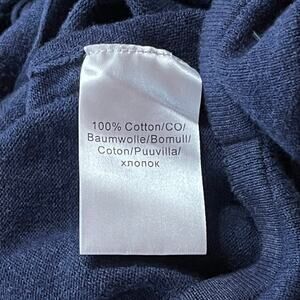 100% Cotton/CO/
Baumwolle/Bomull/
Coton/Puuvilla/
хлопок